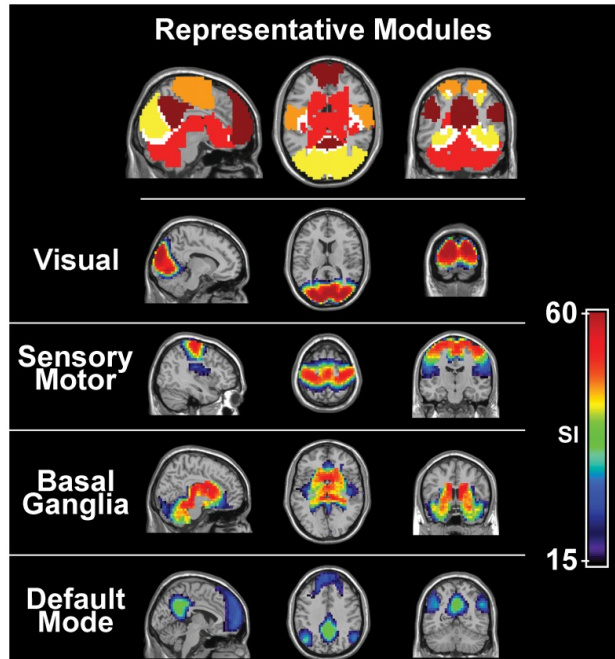 Representative Modules
Visual
Sensory
Motor
Basal
Ganglia
Default
Mode
60
SI
15